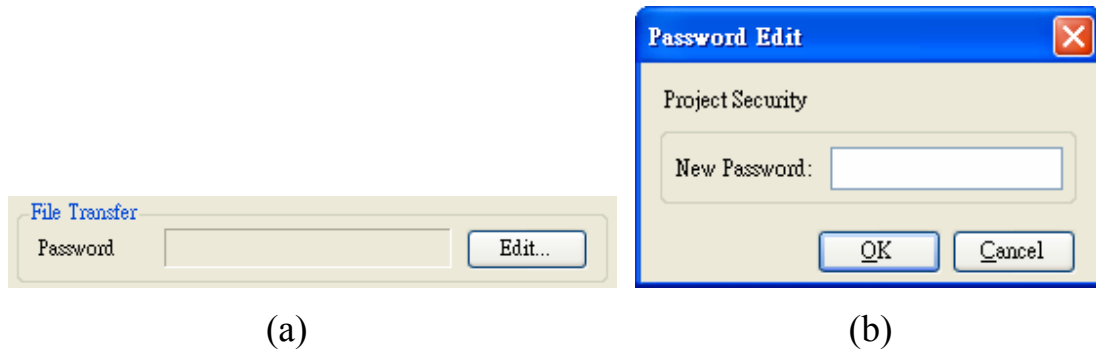 File Transfer
Password
Edit...
(a)
Password Edit
Project Security
New Password:
OK
Cancel
(b)